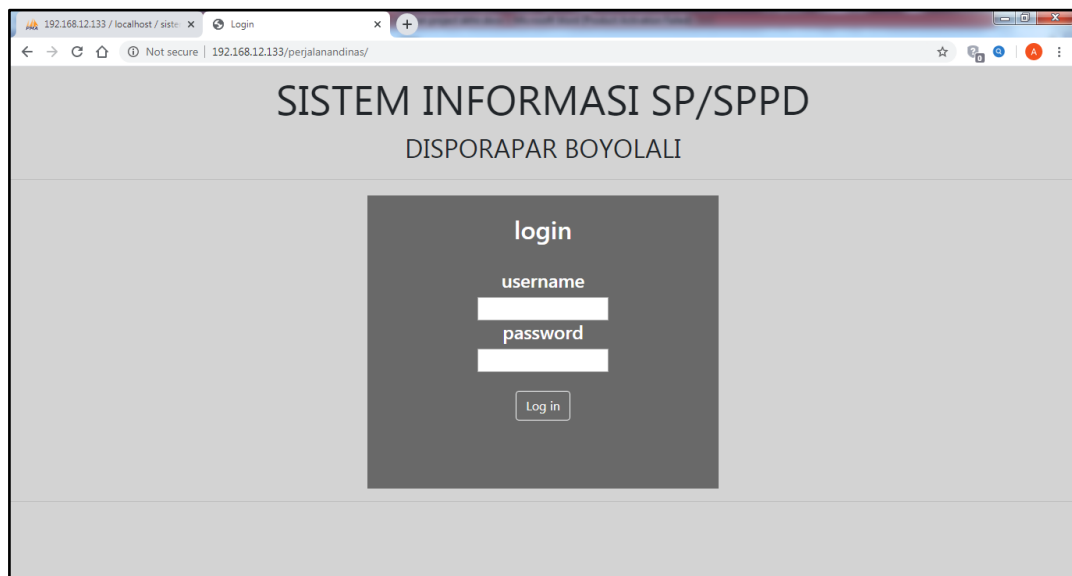 192.168.12.133 / localhost / siste
Login
Not secure
192.168.12.133/perjalanandinas/
A
0
SISTEM INFORMASI SP/SPPD
DISPORAPAR BOYOLALI
login
username
password
Log in